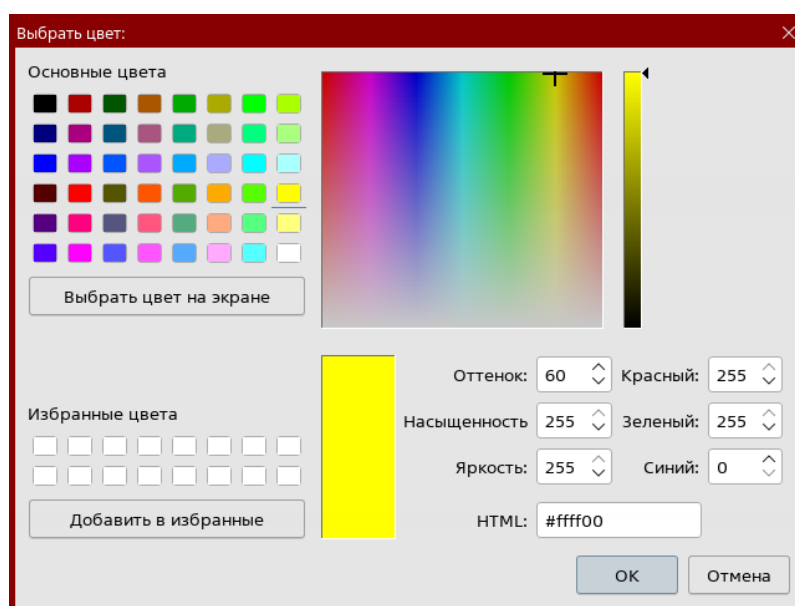 Выбрать цвет:
Основные цвета
Выбрать цвет на экране
Избранные цвета
Добавить в избранные
Оттенок: 60
Красный: 255
Насыщенность 255
Зеленый: 255
Яркость: 255
Синий: 0
HTML: #ffff00
ОК
Отмена